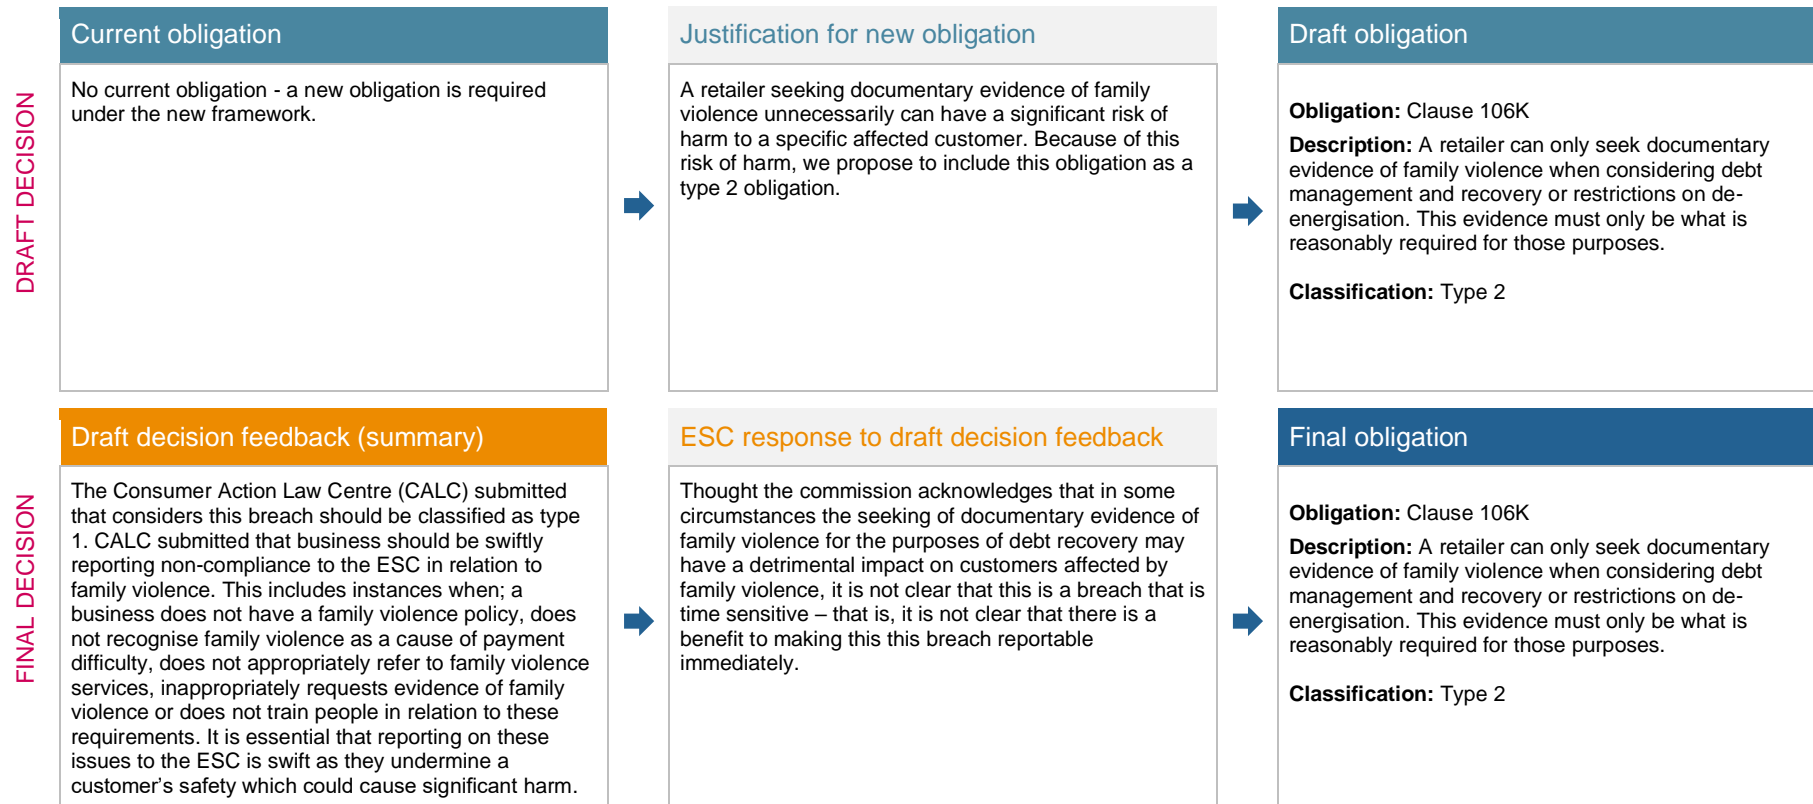 DRAFT DECISION
Current obligation
No current obligation - a new obligation is required
under the new framework.
Justification for new obligation
A retailer seeking documentary evidence of family
violence unnecessarily can have a significant risk of
harm to a specific affected customer. Because of this
risk of harm, we propose to include this obligation as a
type 2 obligation.
Draft obligation
Obligation: Clause 106K
Description: A retailer can only seek documentary
evidence of family violence when considering debt
management and recovery or restrictions on de-
energisation. This evidence must only be what is
reasonably required for those purposes.
Classification: Type 2
FINAL DECISION
Draft decision feedback (summary)
The Consumer Action Law Centre (CALC) submitted
that considers this breach should be classified as type
1. CALC submitted that business should be swiftly
reporting non-compliance to the ESC in relation to
family violence. This includes instances when; a
business does not have a family violence policy, does
not recognise family violence as a cause of payment
difficulty, does not appropriately refer to family violence
services, inappropriately requests evidence of family
violence or does not train people in relation to these
requirements. It is essential that reporting on these
issues to the ESC is swift as they undermine a
customer's safety which could cause significant harm.
ESC response to draft decision feedback
Thought the commission acknowledges that in some
circumstances the seeking of documentary evidence of
family violence for the purposes of debt recovery may
have a detrimental impact on customers affected by
family violence, it is not clear that this is a breach that is
time sensitive – that is, it is not clear that there is a
benefit to making this this breach reportable
immediately.
Final obligation
Obligation: Clause 106K
Description: A retailer can only seek documentary
evidence of family violence when considering debt
management and recovery or restrictions on de-
energisation. This evidence must only be what is
reasonably required for those purposes.
Classification: Type 2